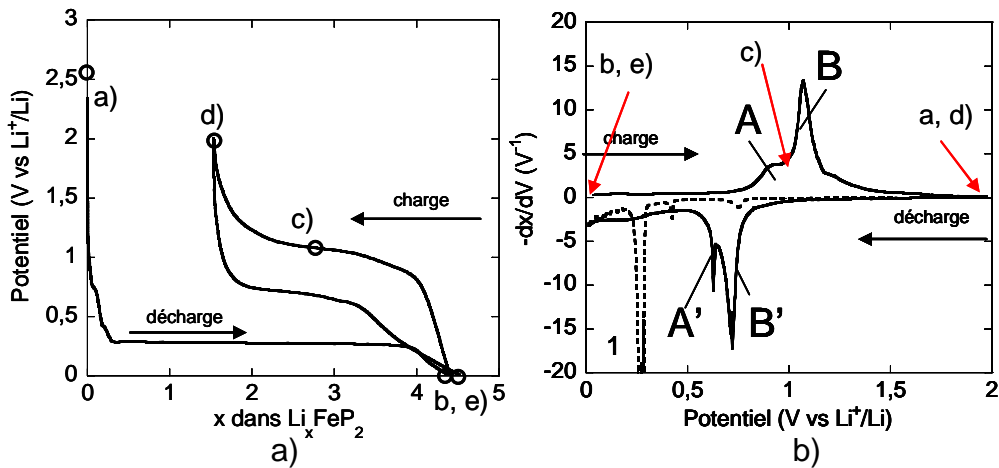 Potentiel (V vs Li⁺/Li)
3
2,5
2
1,5
1
0,5
0
a)
d)
c)
charge
décharge
b, e)
0 1 2 3 4 5
x dans LiₓFeP₂
a)
-dx/dV (V⁻¹)
20
15
10
5
0
-5
-10
-15
-20
b, e)
c)
B
A
a, d)
charge
décharge
A'
B'
1
0 0,5 1 1,5 2
Potentiel (V vs Li⁺/Li)
b)